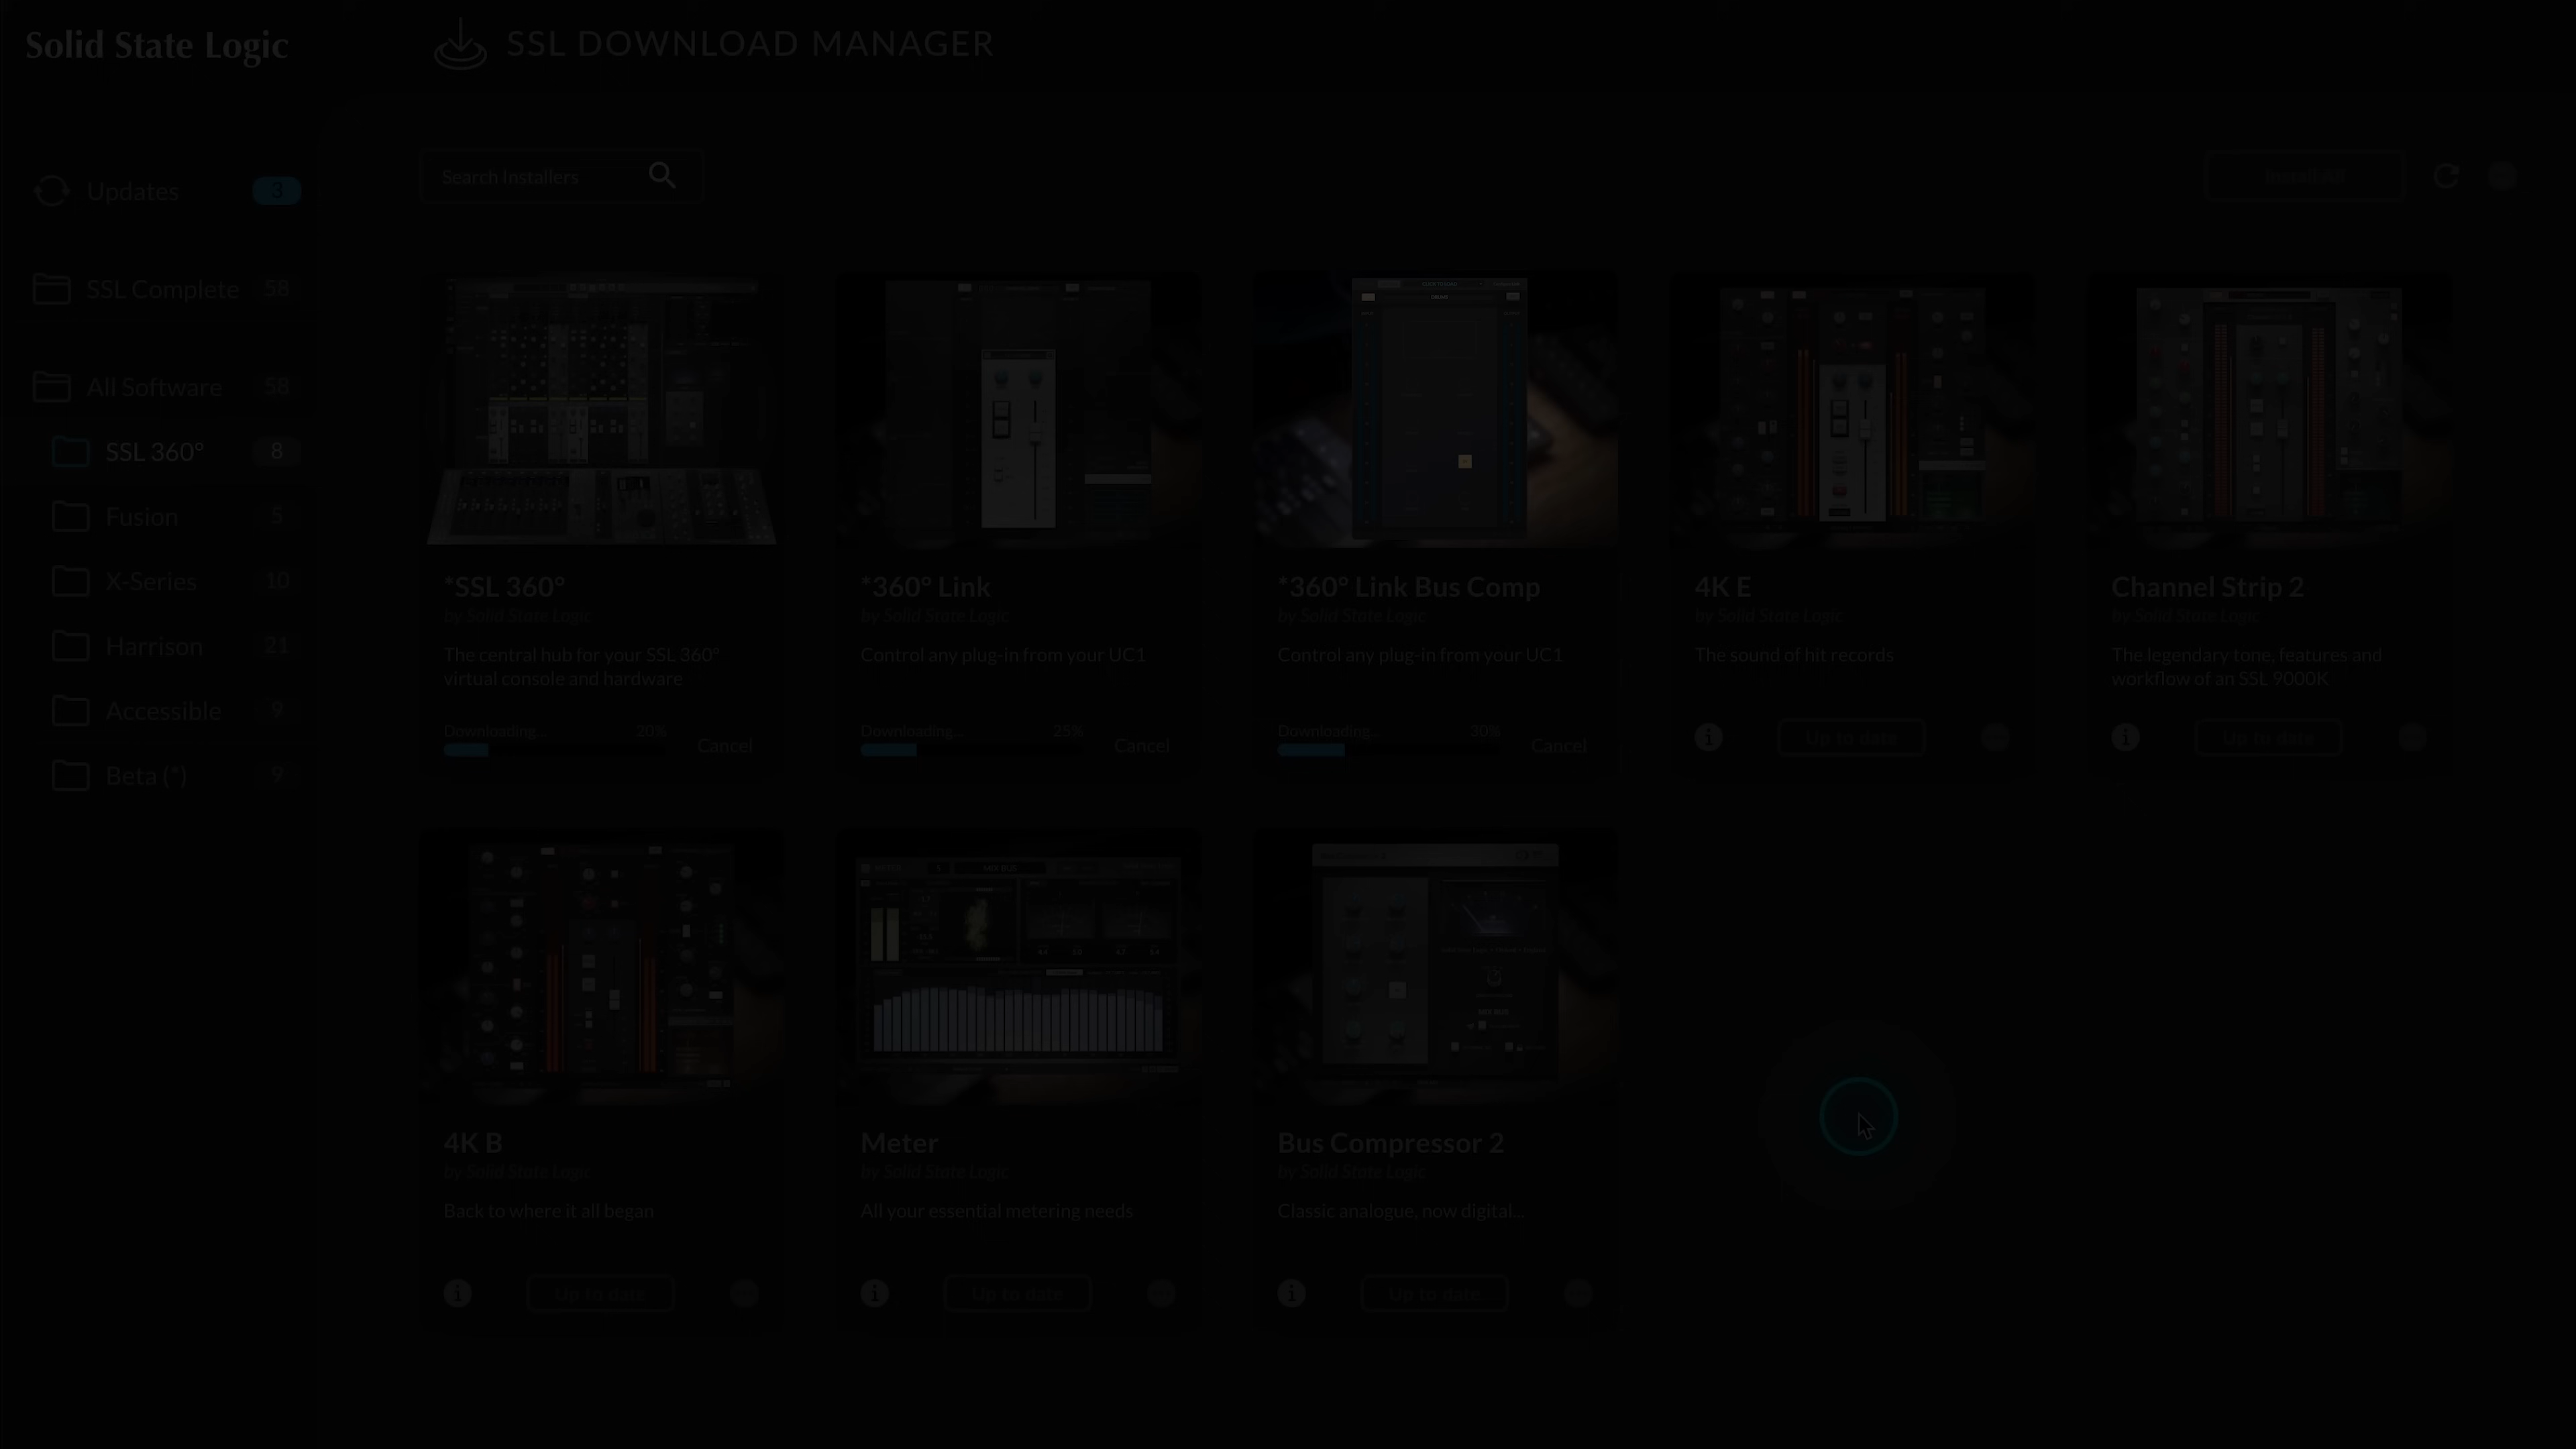 Solid State Logic
SSL DOWNLOAD MANAGER
Updates 3
SSL Complete 58
All Software 58
SSL 360° 8
Fusion 5
X-Series 10
Harrison 21
Accessible 9
Beta (*) 9
Search Installers
Install All
*SSL 360°
by Solid State Logic
The central hub for your SSL 360°
virtual console and hardware
Downloading... 20%
Cancel
*360° Link
by Solid State Logic
Control any plug-in from your UC1
Downloading... 25%
Cancel
*360° Link Bus Comp
by Solid State Logic
Control any plug-in from your UC1
Downloading... 30%
Cancel
4K E
by Solid State Logic
The sound of hit records
Up to date
Channel Strip 2
by Solid State Logic
The legendary tone, features and
workflow of an SSL 9000K
Up to date
4K B
by Solid State Logic
Back to where it all began
Up to date
MIX BUS
Meter
by Solid State Logic
All your essential metering needs
Up to date
MIX BUS
Bus Compressor 2
by Solid State Logic
Classic analogue, now digital...
Up to date